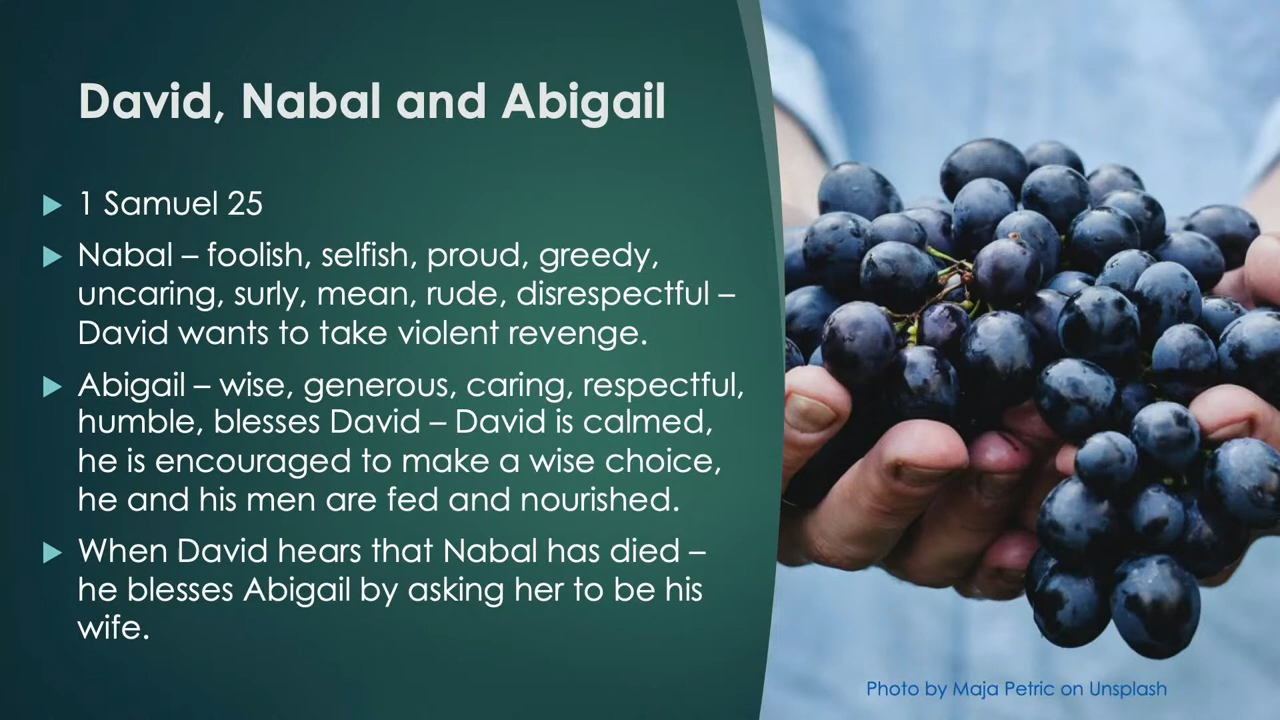 David, Nabal and Abigail
1 Samuel 25
Nabal – foolish, selfish, proud, greedy,
uncaring, surly, mean, rude, disrespectful –
David wants to take violent revenge.
Abigail – wise, generous, caring, respectful,
humble, blesses David – David is calmed,
he is encouraged to make a wise choice,
he and his men are fed and nourished.
When David hears that Nabal has died –
he blesses Abigail by asking her to be his
wife.
Photo by Maja Petric on Unsplash